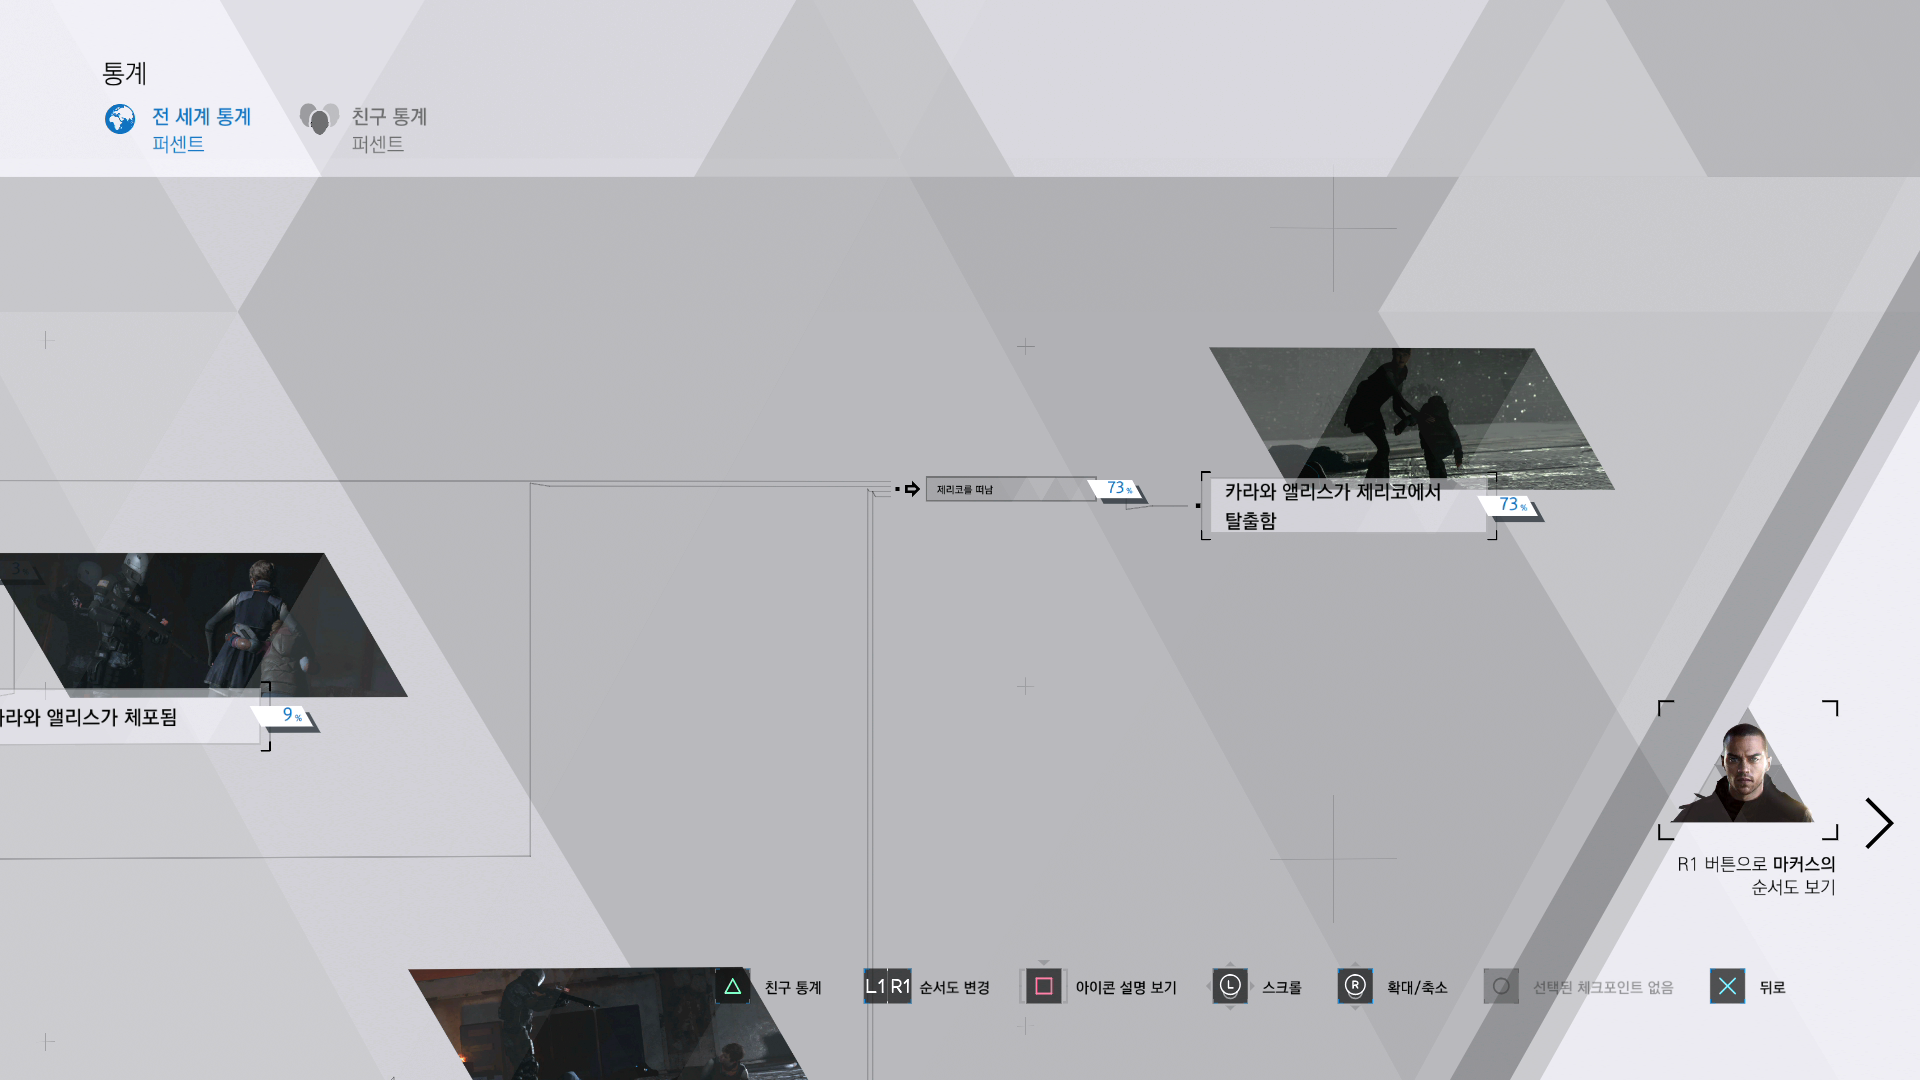 통계
전 세계 통계
퍼센트
친구 통계
퍼센트
제리코를 떠남
73%
카라와 앨리스가 제리코에서
탈출함
73%
3%
카라와 앨리스가 체포됨
9%
R1 버튼으로 마커스의
순서도 보기
친구 통계
L1 R1 순서도 변경
아이콘 설명 보기
L 스크롤
R 확대/축소
선택된 체크포인트 없음
뒤로